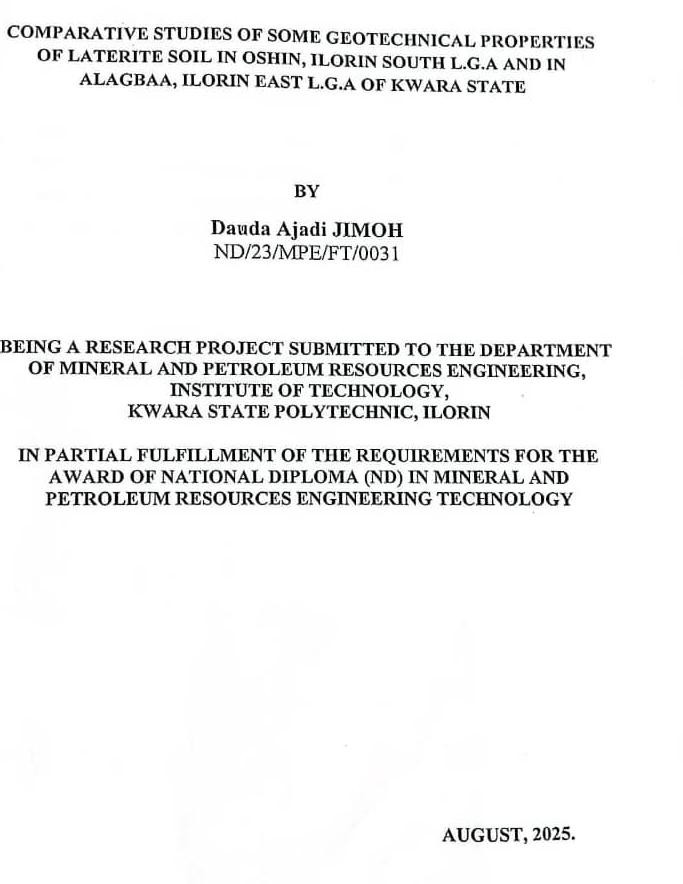 COMPARATIVE STUDIES OF SOME GEOTECHNICAL PROPERTIES
OF LATERITE SOIL IN OSHIN, ILORIN SOUTH L.G.A AND IN
ALAGBAA, ILORIN EAST L.G.A OF KWARA STATE
BY
Dauda Ajadi JIMOH
ND/23/MPE/FT/0031
BEING A RESEARCH PROJECT SUBMITTED TO THE DEPARTMENT
OF MINERAL AND PETROLEUM RESOURCES ENGINEERING,
INSTITUTE OF TECHNOLOGY,
KWARA STATE POLYTECHNIC, ILORIN
IN PARTIAL FULFILLMENT OF THE REQUIREMENTS FOR THE
AWARD OF NATIONAL DIPLOMA (ND) IN MINERAL AND
PETROLEUM RESOURCES ENGINEERING TECHNOLOGY
AUGUST, 2025.